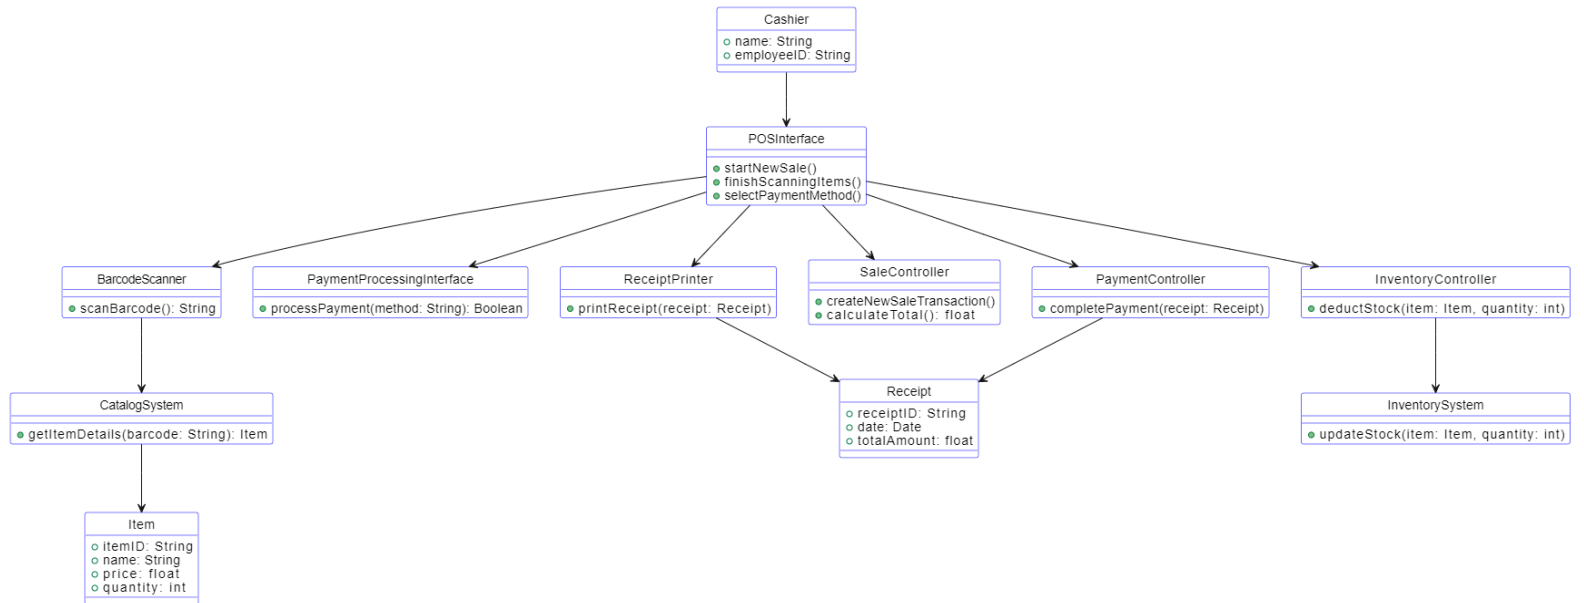 Cashier
name: String
employeeID: String
POSInterface
startNewSale()
finishScanningItems()
selectPaymentMethod()
BarcodeScanner
scanBarcode(): String
PaymentProcessingInterface
processPayment(method: String): Boolean
ReceiptPrinter
printReceipt(receipt: Receipt)
SaleController
createNewSaleTransaction()
calculateTotal(): float
PaymentController
completePayment(receipt: Receipt)
InventoryController
deductStock(item: Item, quantity: int)
CatalogSystem
getItemDetails(barcode: String): Item
Receipt
receiptID: String
date: Date
totalAmount: float
InventorySystem
updateStock(item: Item, quantity: int)
Item
itemID: String
name: String
price: float
quantity: int